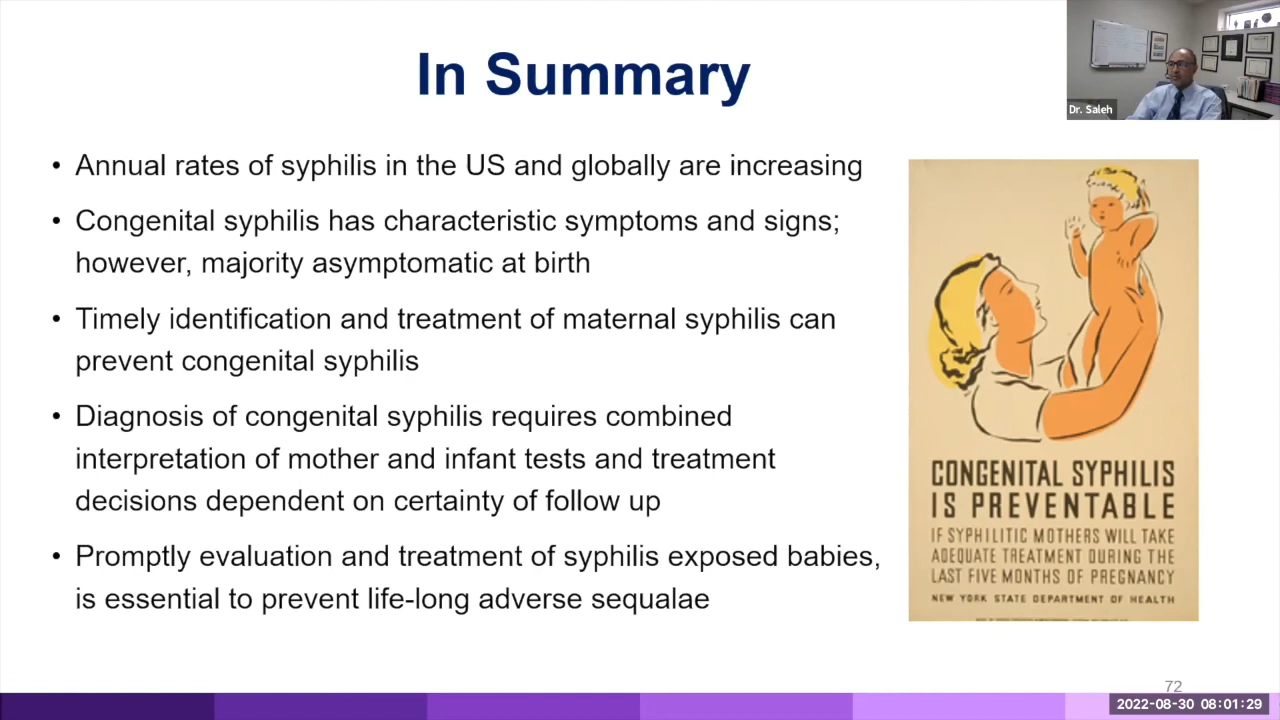 In Summary
Dr. Saleh
• Annual rates of syphilis in the US and globally are increasing
• Congenital syphilis has characteristic symptoms and signs;
however, majority asymptomatic at birth
• Timely identification and treatment of maternal syphilis can
prevent congenital syphilis
• Diagnosis of congenital syphilis requires combined
interpretation of mother and infant tests and treatment
decisions dependent on certainty of follow up
• Promptly evaluation and treatment of syphilis exposed babies,
is essential to prevent life-long adverse sequalae
CONGENITAL SYPHILIS
IS PREVENTABLE
IF SYPHILITIC MOTHERS WILL TAKE
ADEQUATE TREATMENT DURING THE
LAST FIVE MONTHS OF PREGNANCY
NEW YORK STATE DEPARTMENT OF HEALTH
72
2022-08-30 08:01:29